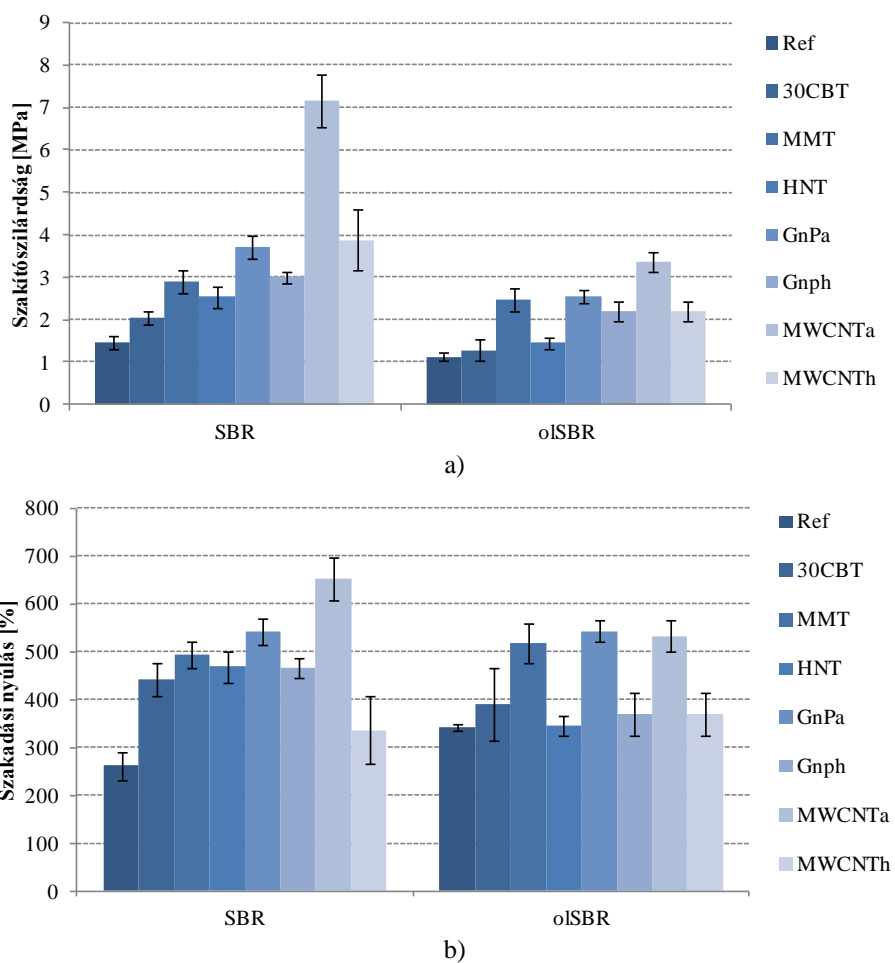 Szakítószilárdság [MPa]
9
8
7
6
5
4
3
2
1
0
SBR
olSBR
Ref
30CBT
MMT
HNT
GnPa
Gnph
MWCNTa
MWCNTh
a)
Szakadási nyúlás [%]
800
700
600
500
400
300
200
100
0
SBR
olSBR
Ref
30CBT
MMT
HNT
GnPa
Gnph
MWCNTa
MWCNTh
b)